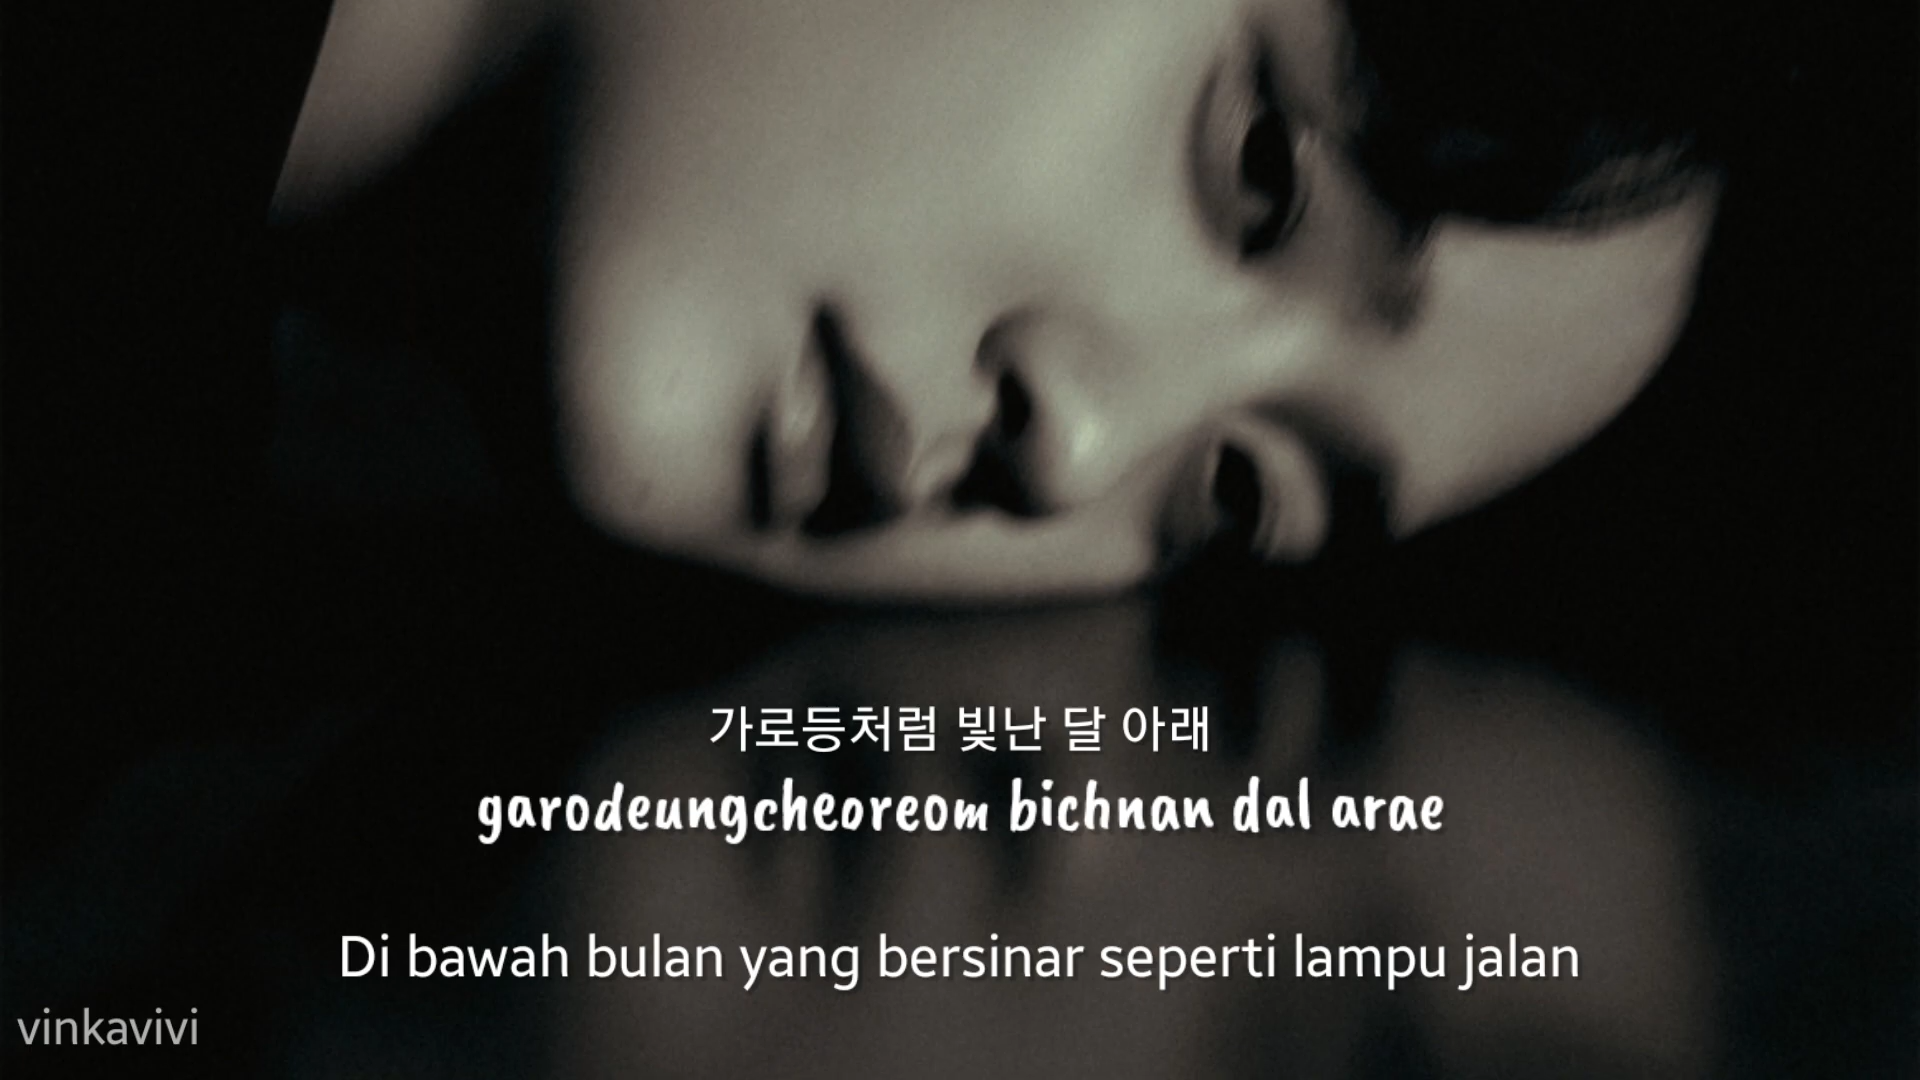 가로등처럼 빛난 달 아래
garodeungcheoreom bichnan dal arae
Di bawah bulan yang bersinar seperti lampu jalan
vinkavivi